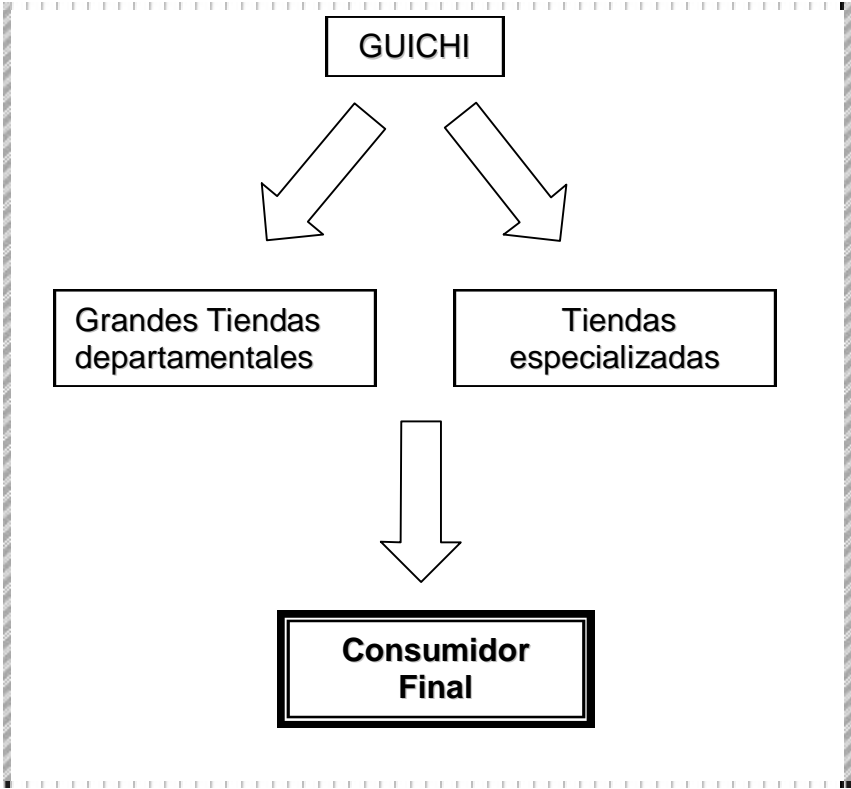 GUICHI
Grandes Tiendas
departamentales
Tiendas
especializadas
Consumidor
Final